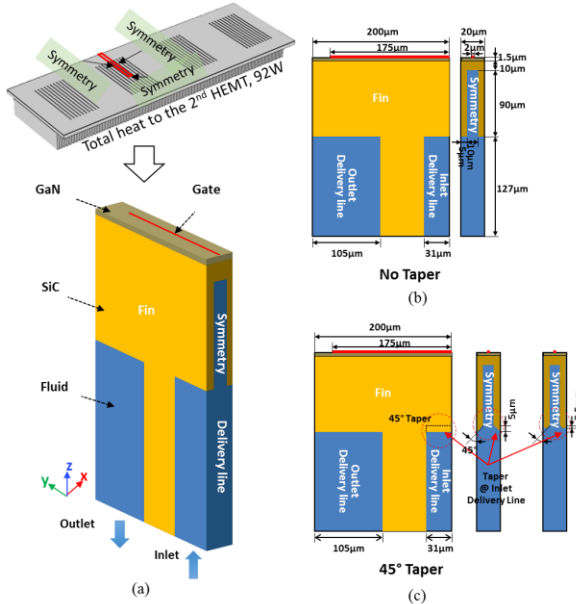 Symmetry
Symmetry
Symmetry
Total heat to the 2nd HEMT, 92W
GaN
Gate
SiC
Fin
Symmetry
Fluid
Delivery line
z
y
x
Outlet
Inlet
(a)
200μm
175μm
20μm
2μm
1.5μm
10μm
Fin
Symmetry
90μm
5μm
10μm
Outlet
Delivery line
Inlet
Delivery line
127μm
105μm
31μm
No Taper
(b)
200μm
175μm
Fin
Symmetry
Symmetry
45° Taper
5μm
45°
Outlet
Delivery line
Inlet
Delivery line
Taper
@ Inlet
Delivery Line
105μm
31μm
45° Taper
(c)